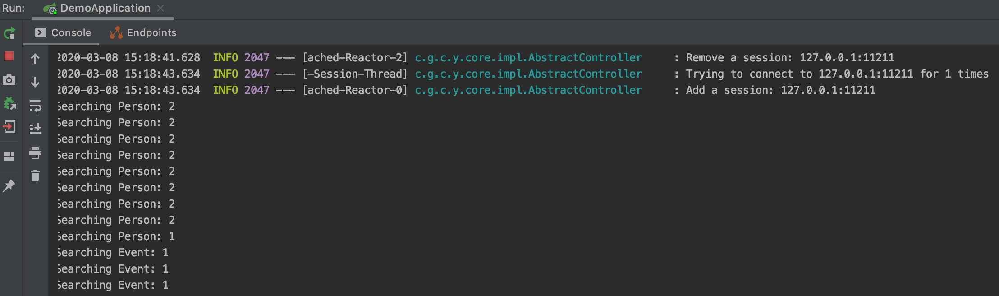 Run: DemoApplication
Console Endpoints
2020-03-08 15:18:41.628  INFO 2047 --- [ached-Reactor-2] c.g.c.y.core.impl.AbstractController     : Remove a session: 127.0.0.1:11211
2020-03-08 15:18:43.634  INFO 2047 --- [-Session-Thread] c.g.c.y.core.impl.AbstractController     : Trying to connect to 127.0.0.1:11211 for 1 times
2020-03-08 15:18:43.634  INFO 2047 --- [ached-Reactor-0] c.g.c.y.core.impl.AbstractController     : Add a session: 127.0.0.1:11211
Searching Person: 2
Searching Person: 2
Searching Person: 2
Searching Person: 2
Searching Person: 2
Searching Person: 2
Searching Person: 2
Searching Person: 2
Searching Person: 1
Searching Event: 1
Searching Event: 1
Searching Event: 1